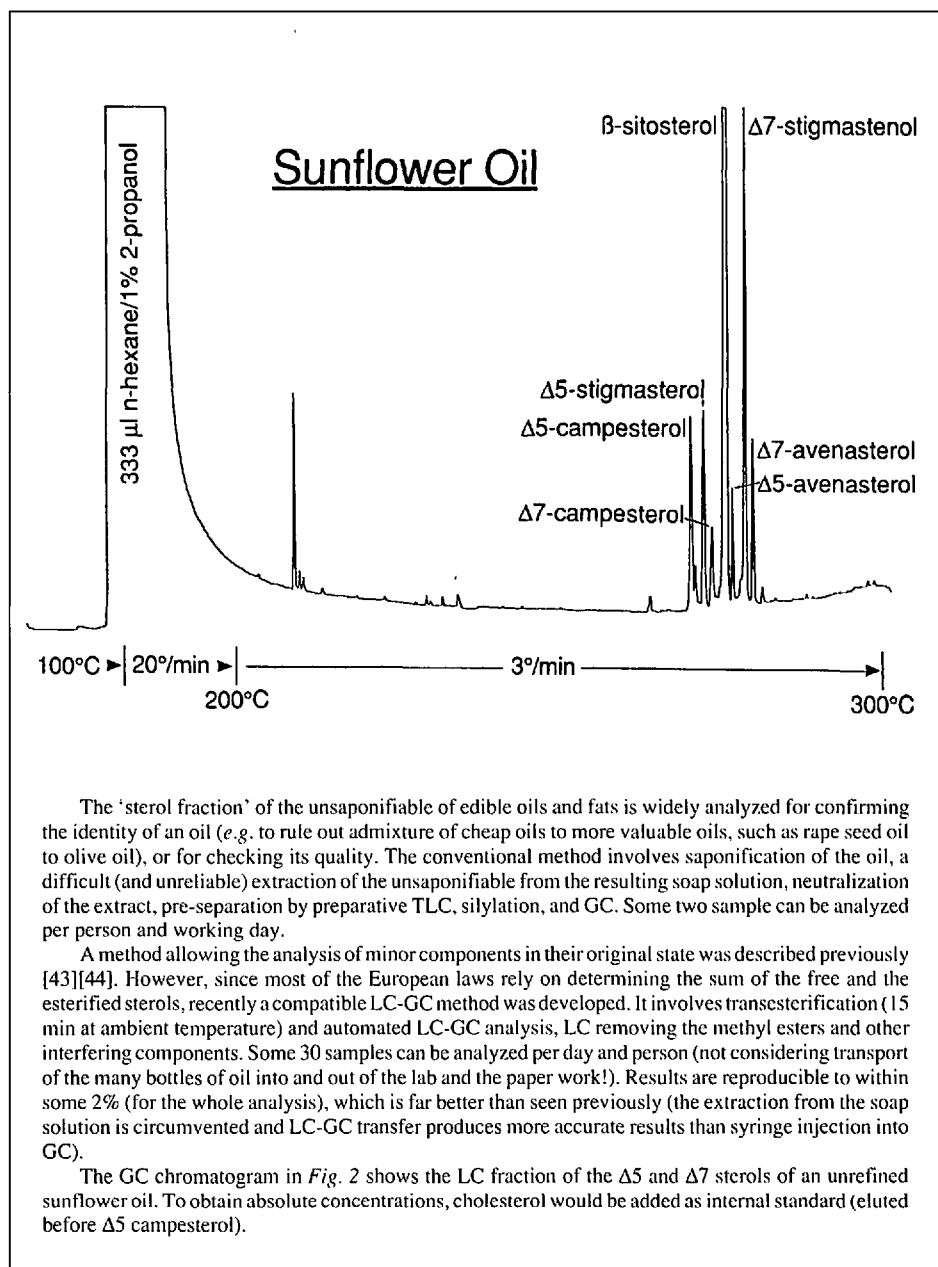 β-sitosterol
Δ7-stigmastenol
Sunflower Oil
333 µl n-hexane/1% 2-propanol
Δ5-stigmasterol
Δ5-campesterol
Δ7-avenasterol
Δ5-avenasterol
Δ7-campesterol
100°C
20°/min
3°/min
200°C
300°C
The 'sterol fraction' of the unsaponifiable of edible oils and fats is widely analyzed for confirming
the identity of an oil (e.g. to rule out admixture of cheap oils to more valuable oils, such as rape seed oil
to olive oil), or for checking its quality. The conventional method involves saponification of the oil, a
difficult (and unreliable) extraction of the unsaponifiable from the resulting soap solution, neutralization
of the extract, pre-separation by preparative TLC, silylation, and GC. Some two sample can be analyzed
per person and working day.
A method allowing the analysis of minor components in their original state was described previously
[43][44]. However, since most of the European laws rely on determining the sum of the free and the
esterified sterols, recently a compatible LC-GC method was developed. It involves transesterification (15
min at ambient temperature) and automated LC-GC analysis, LC removing the methyl esters and other
interfering components. Some 30 samples can be analyzed per day and person (not considering transport
of the many bottles of oil into and out of the lab and the paper work!). Results are reproducible to within
some 2% (for the whole analysis), which is far better than seen previously (the extraction from the soap
solution is circumvented and LC-GC transfer produces more accurate results than syringe injection into
GC).
The GC chromatogram in Fig. 2 shows the LC fraction of the Δ5 and Δ7 sterols of an unrefined
sunflower oil. To obtain absolute concentrations, cholesterol would be added as internal standard (eluted
before Δ5 campesterol).